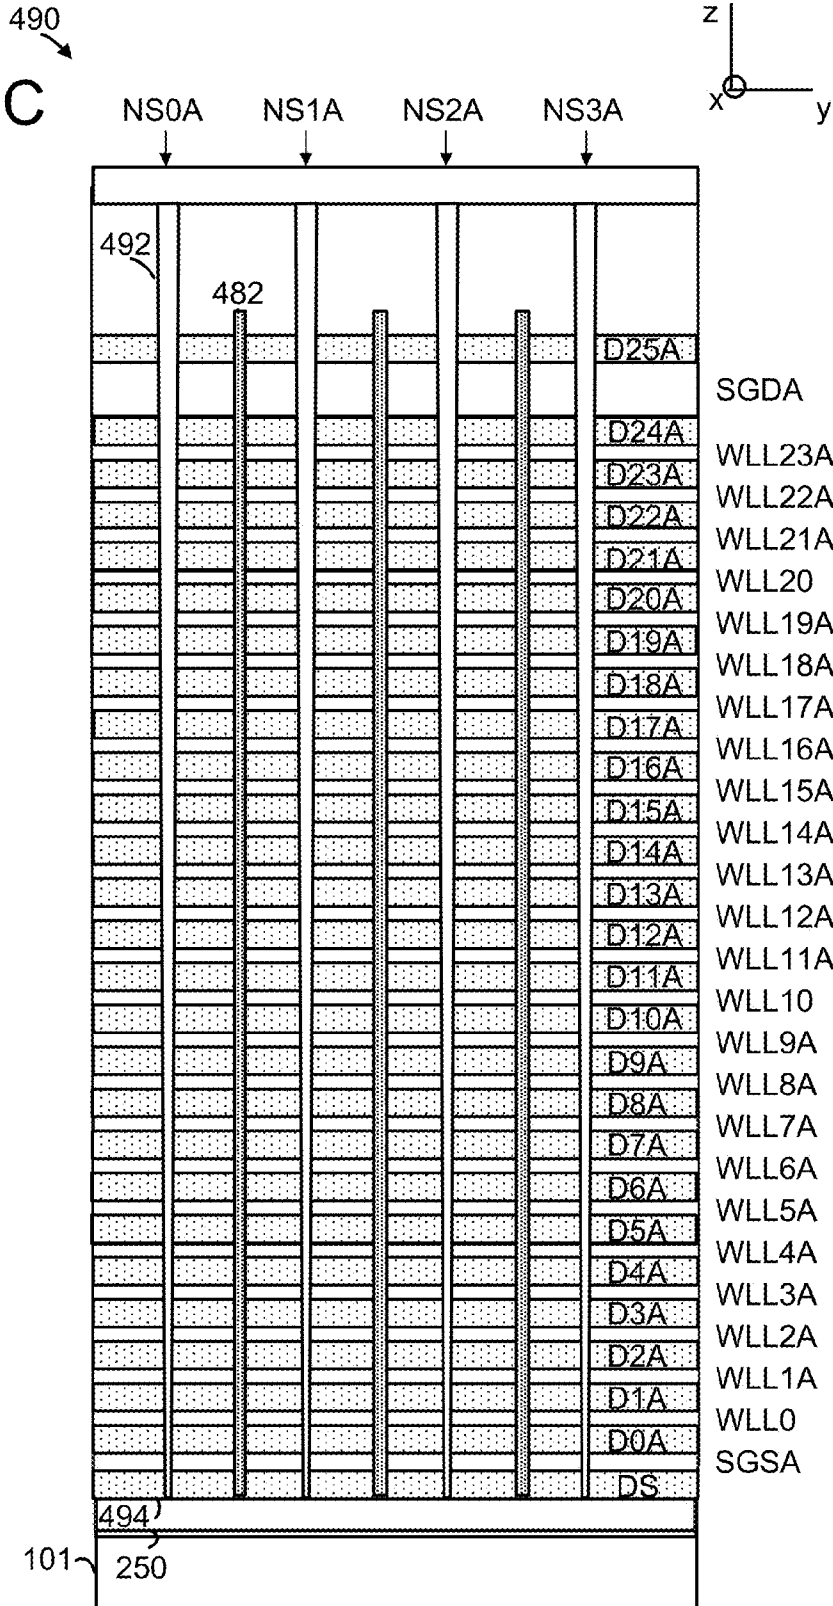 490
z
x
y
C
NS0A NS1A NS2A NS3A
492
482
D25A
SGDA
D24A
WLL23A
D23A
WLL22A
D22A
WLL21A
D21A
WLL20
D20A
WLL19A
D19A
WLL18A
D18A
WLL17A
D17A
WLL16A
D16A
WLL15A
D15A
WLL14A
D14A
WLL13A
D13A
WLL12A
D12A
WLL11A
D11A
WLL10
D10A
WLL9A
D9A
WLL8A
D8A
WLL7A
D7A
WLL6A
D6A
WLL5A
D5A
WLL4A
D4A
WLL3A
D3A
WLL2A
D2A
WLL1A
D1A
WLL0
D0A
SGSA
DS
494
101
250